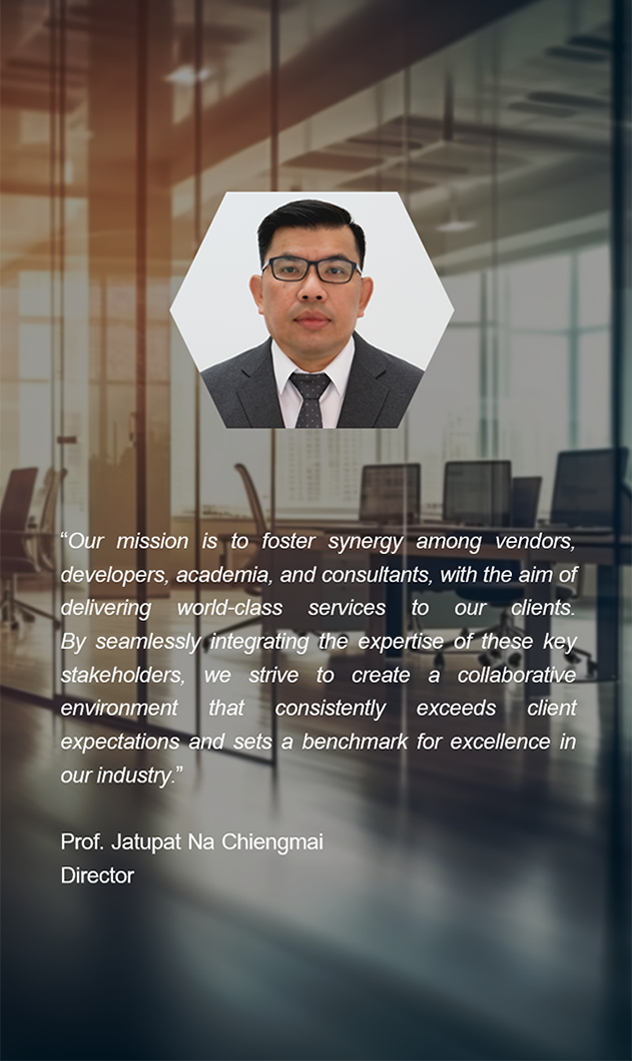 “Our mission is to foster synergy among vendors,
developers, academia, and consultants, with the aim of
delivering world-class services to our clients.
By seamlessly integrating the expertise of these key
stakeholders, we strive to create a collaborative
environment that consistently exceeds client
expectations and sets a benchmark for excellence in
our industry.”
Prof. Jatupat Na Chiengmai
Director